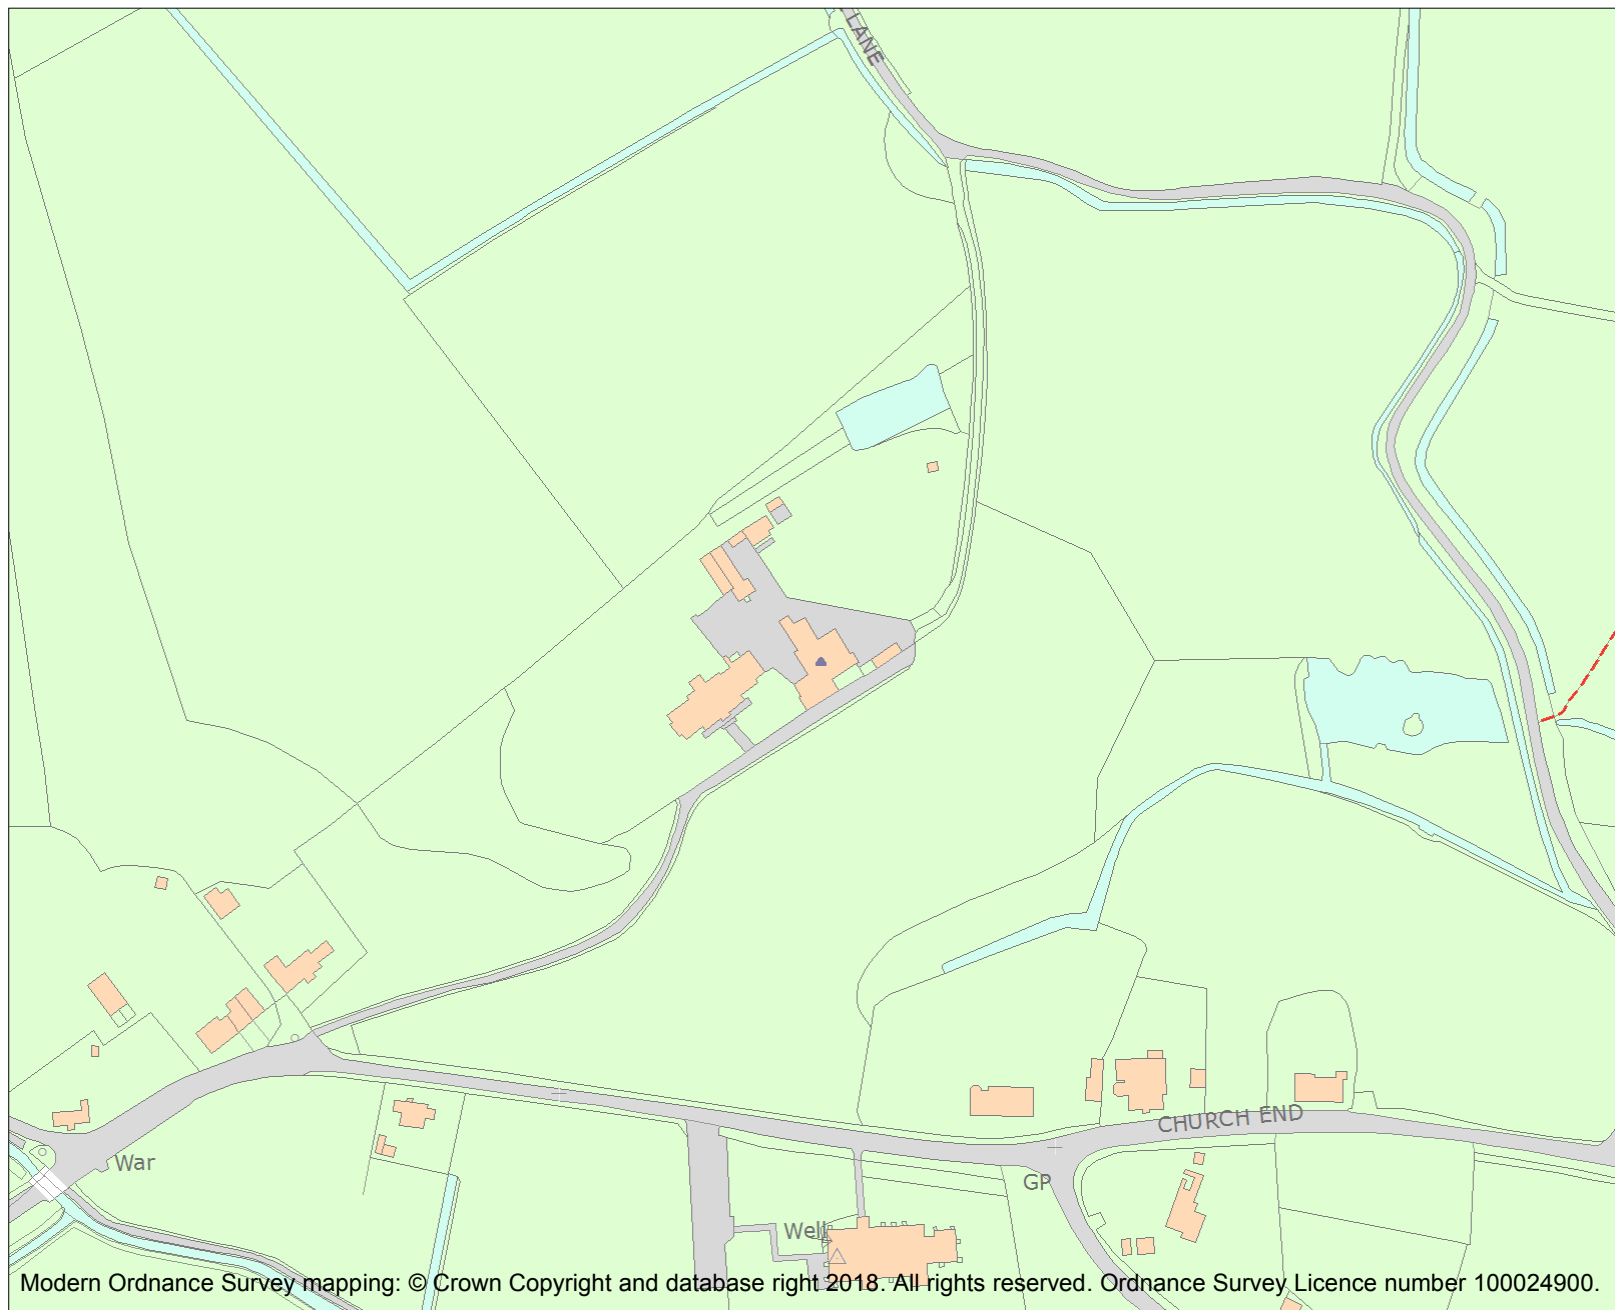 LANE
CHURCH END
War
GP
Well
Modern Ordnance Survey mapping: © Crown Copyright and database right 2018. All rights reserved. Ordnance Survey Licence number 100024900.